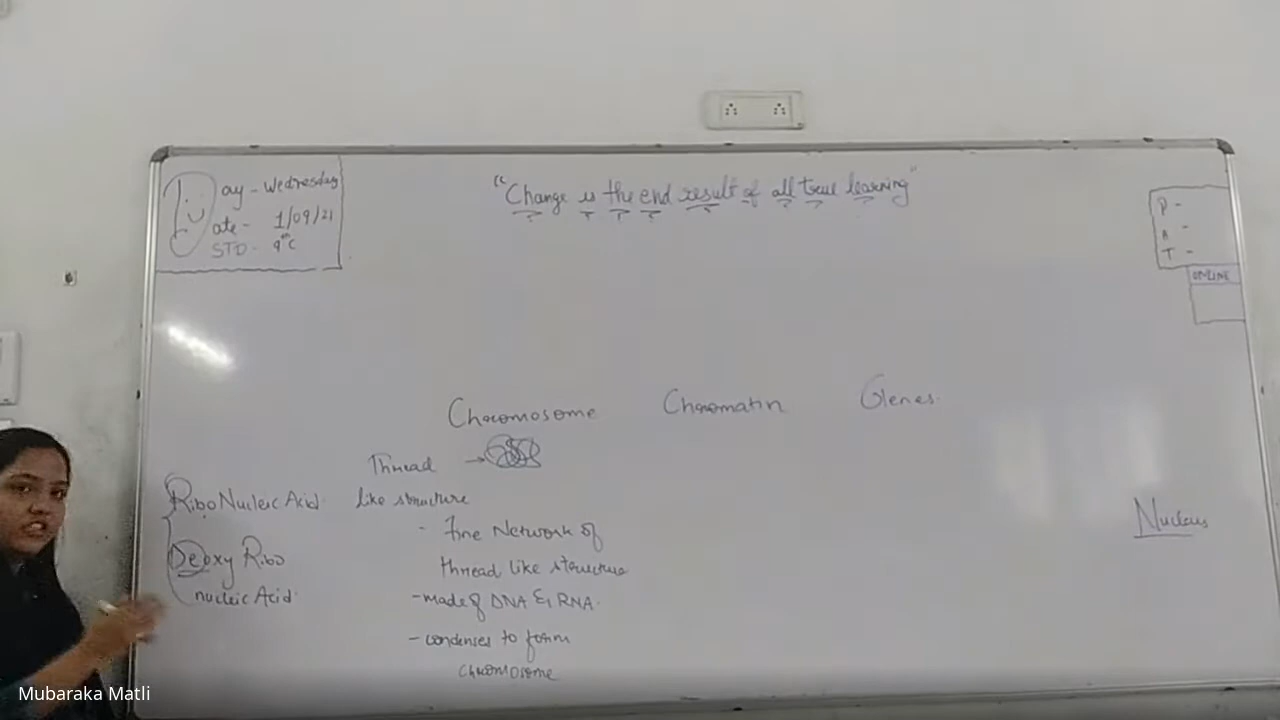 Day - Wednesday
Date - 1/09/21
STD - 9th C
"Change is the end result of all true learning"
P -
A -
T -
ONLINE
Chromosome Chromatin Genes
Thread
like structure
Ribo Nucleic Acid
Deoxy Ribo
nucleic Acid
- Fine Network of
thread like structure
- made of DNA & RNA.
- condenses to form
chromosome
Nucleus
Mubaraka Matli